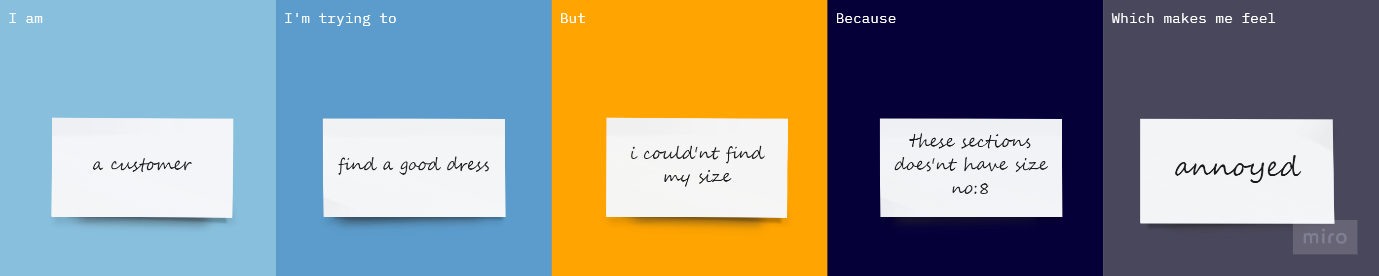 I am
a customer
I'm trying to
find a good dress
But
i could'nt find
my size
Because
these sections
does'nt have size
no:8
Which makes me feel
annoyed
miro